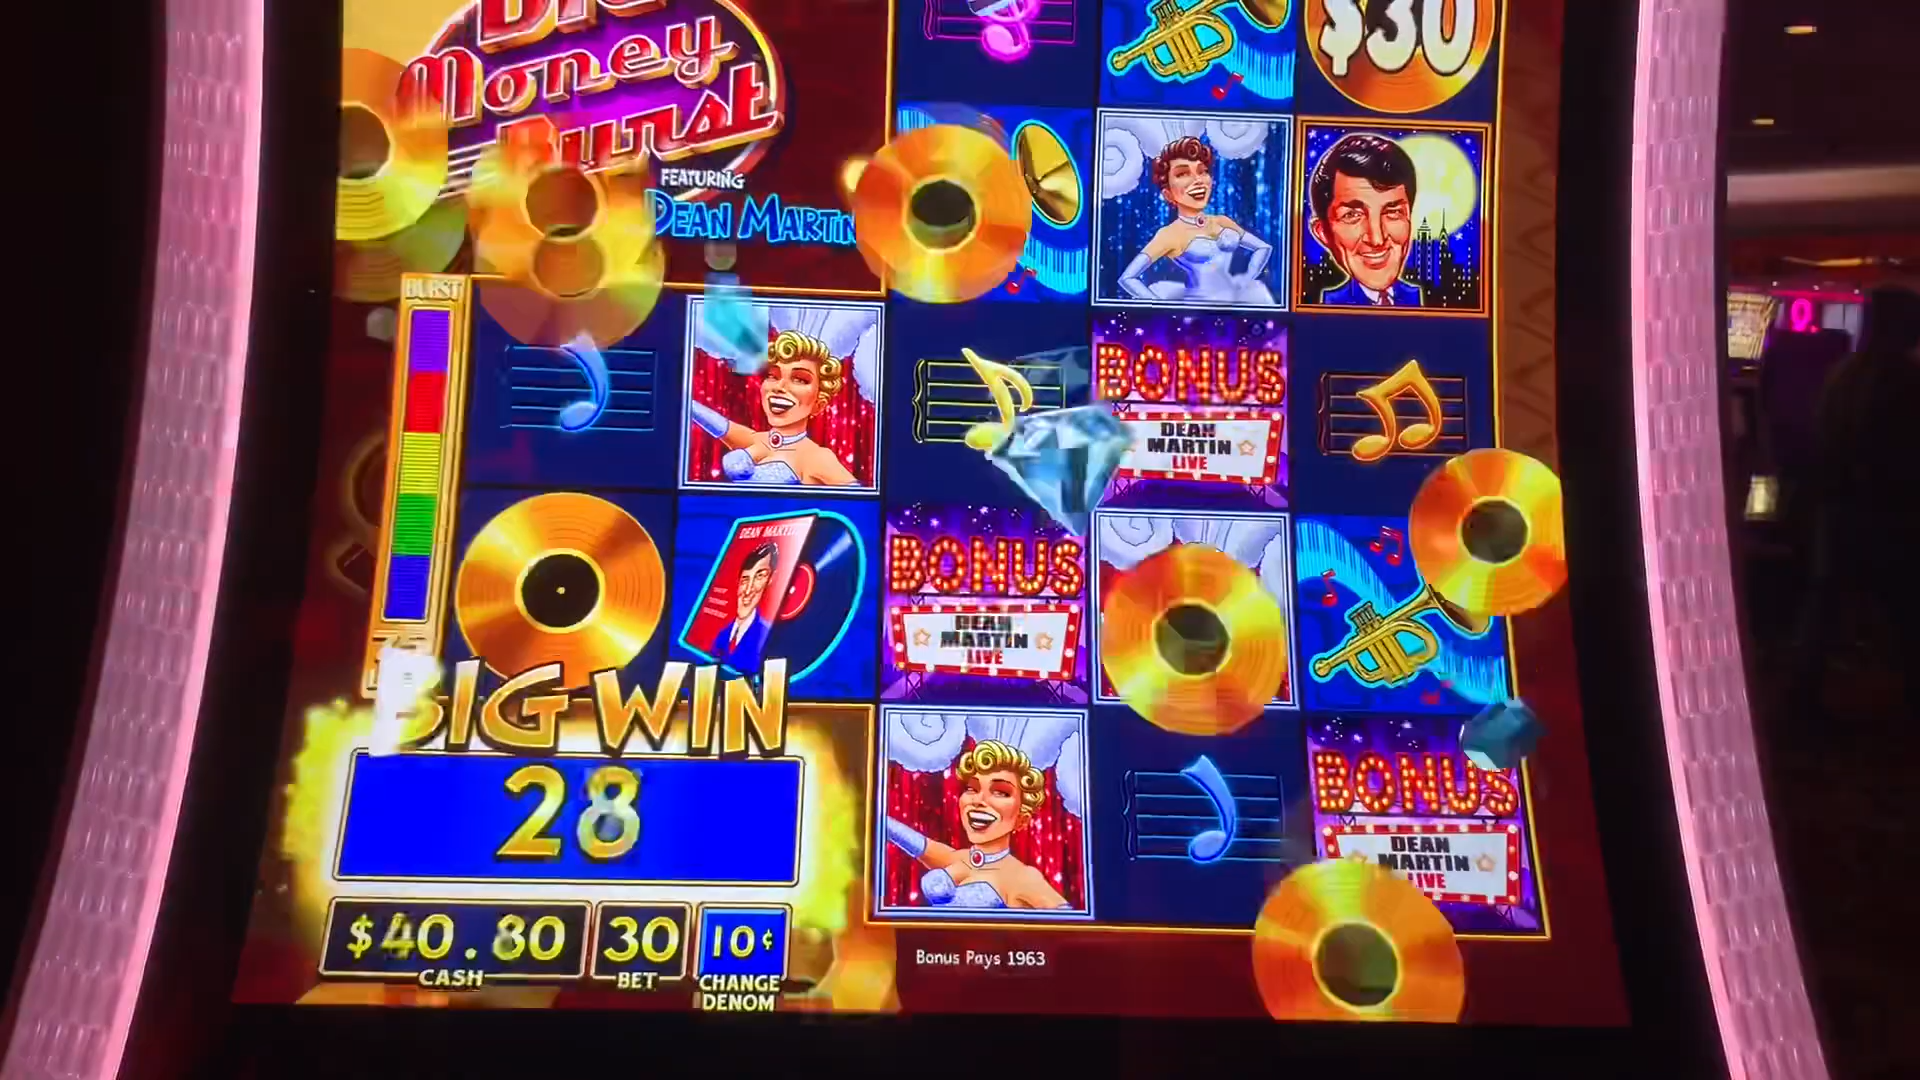 BIG
Money
Burst
FEATURING
DEAN MARTIN
$30
BURST
BONUS
DEAN
MARTIN
LIVE
DEAN MARTIN
BONUS
DEAN
MARTIN
LIVE
BIG WIN
28
BONUS
DEAN
MARTIN
LIVE
$40.80
CASH
30
BET
10¢
CHANGE
DENOM
Bonus Pays 1963